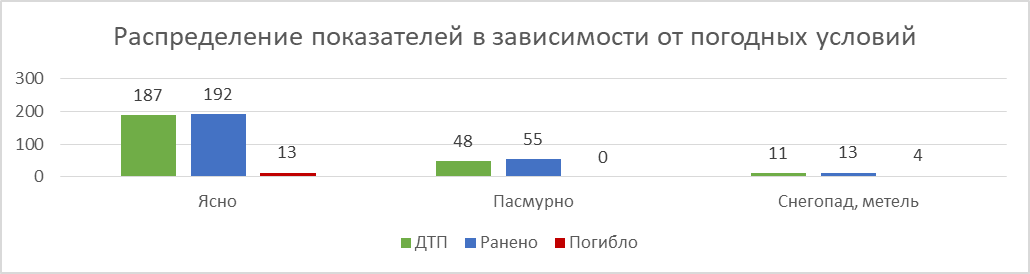 Распределение показателей в зависимости от погодных условий
300
200
100
0
187
192
13
48
55
0
11
13
4
Ясно
Пасмурно
Снегопад, метель
ДТП
Ранено
Погибло